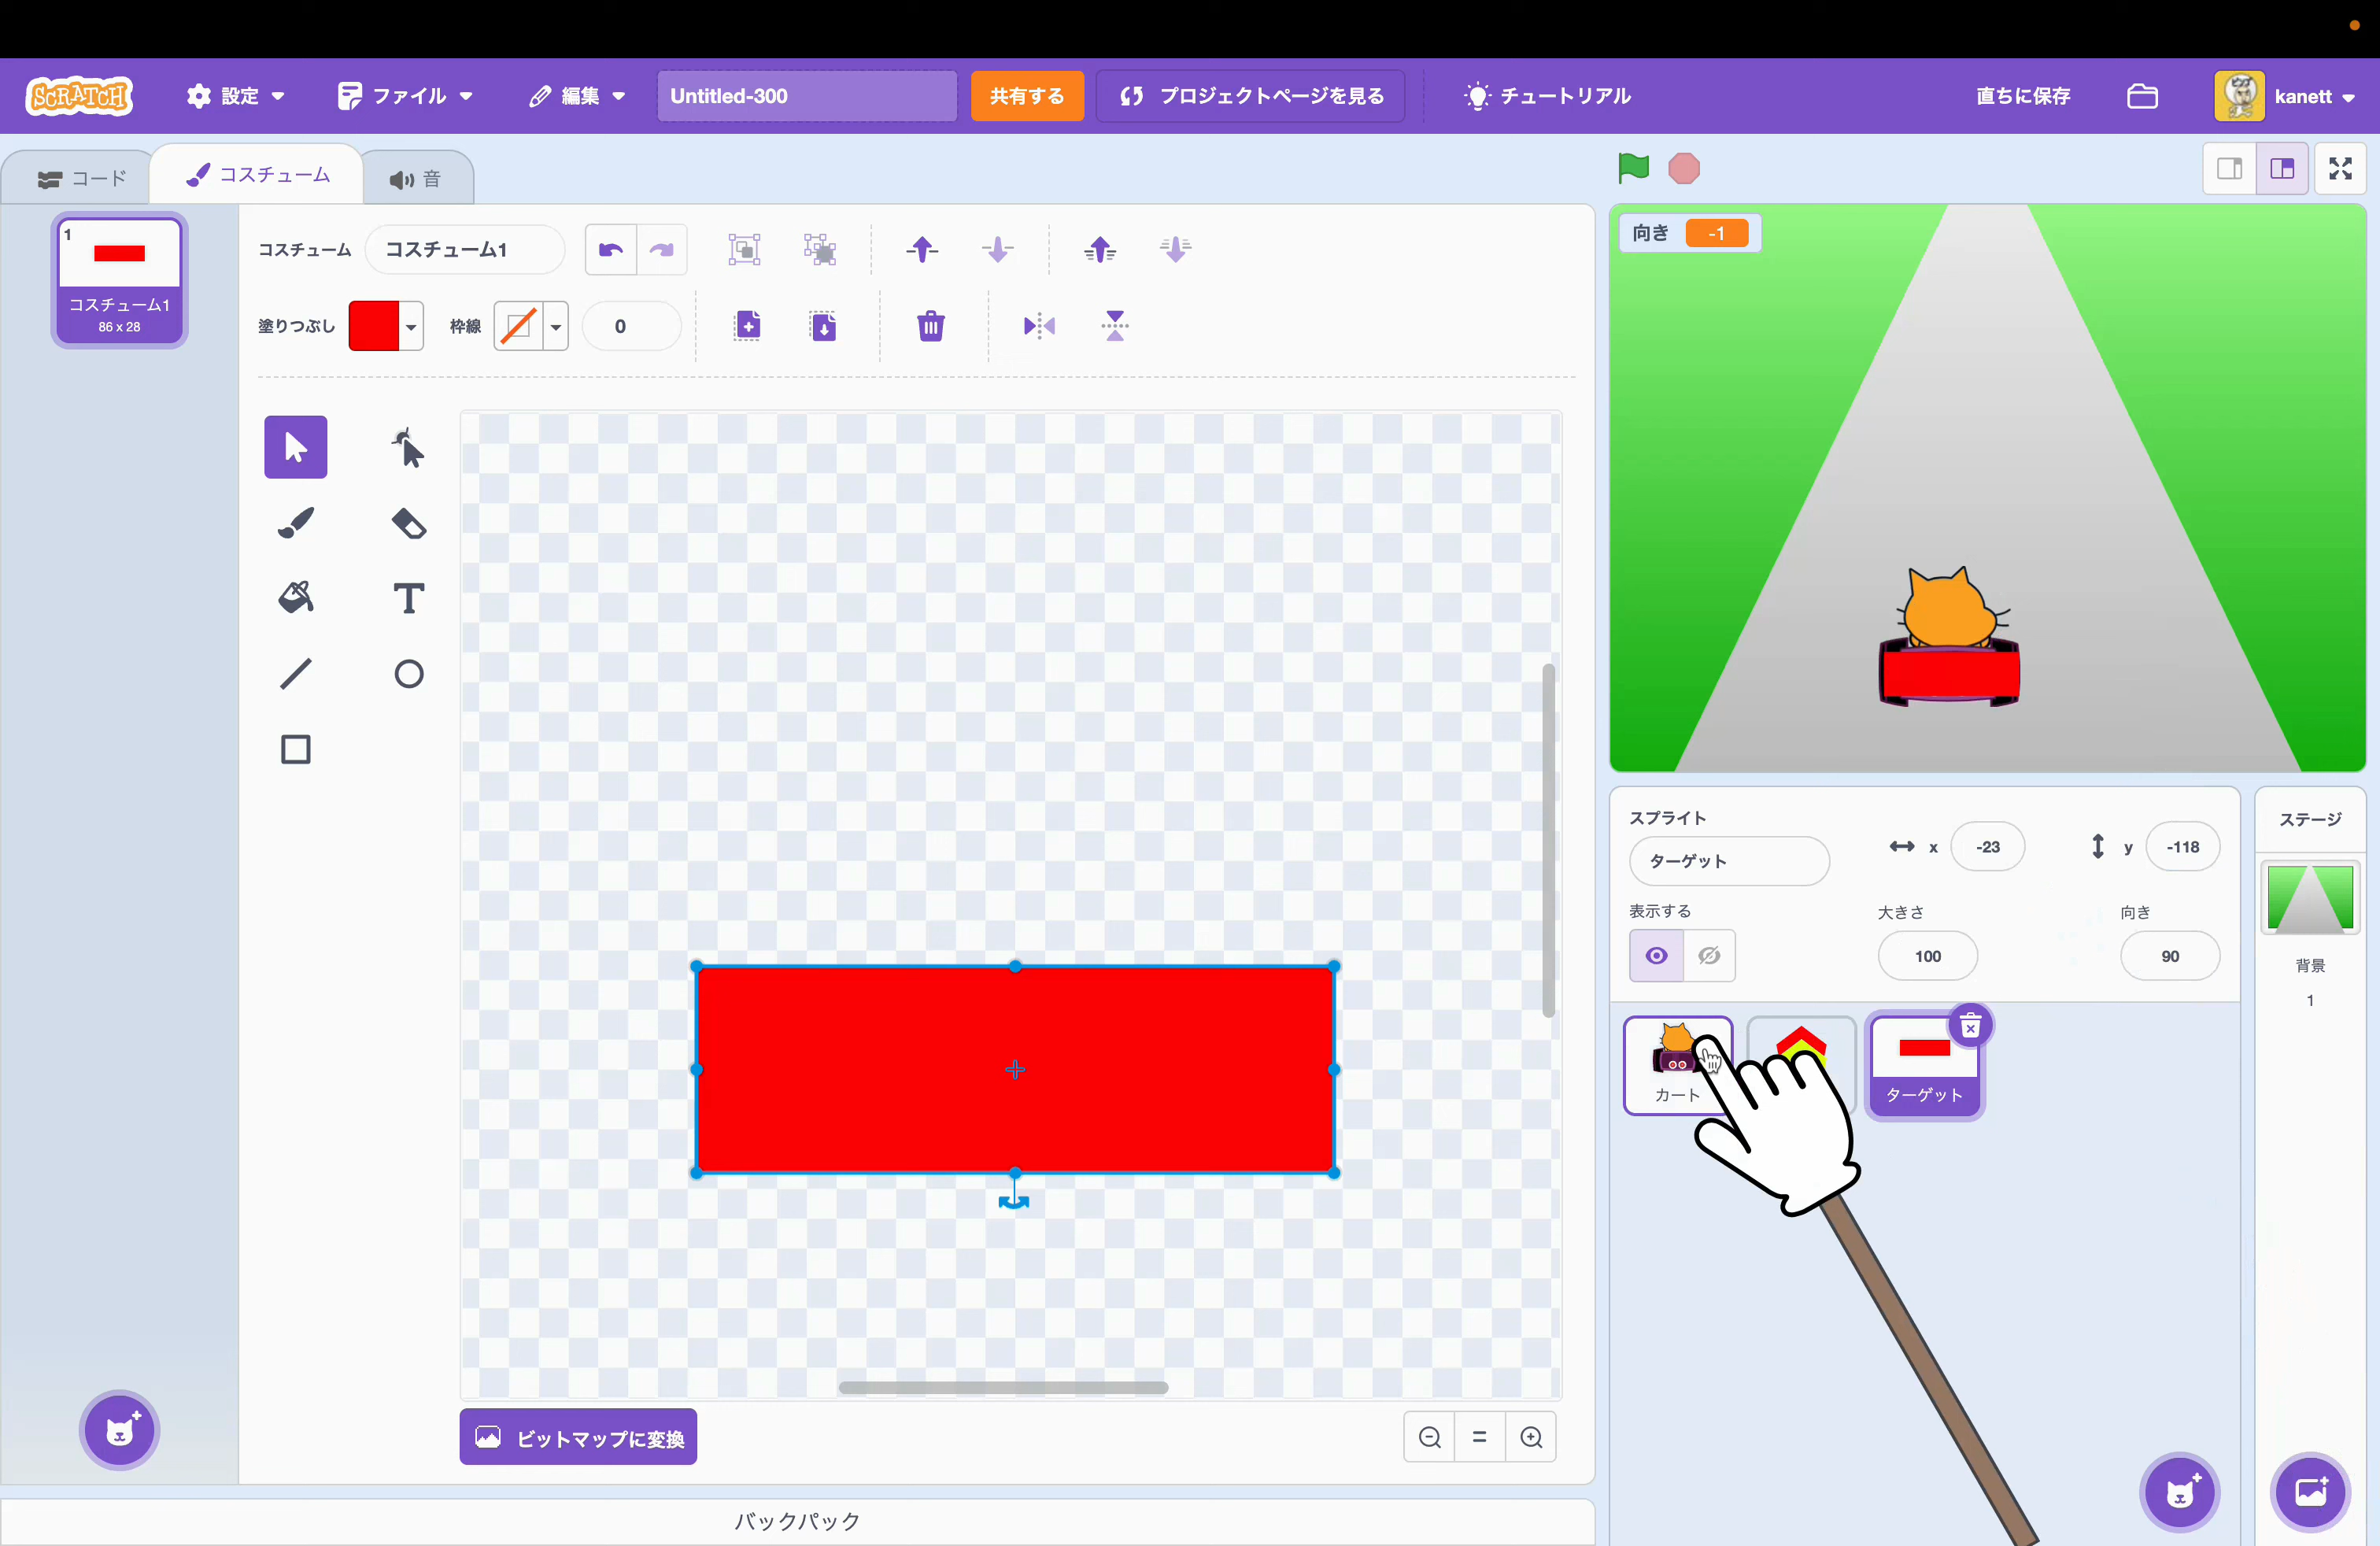 SCRATCH
設定
ファイル
編集
Untitled-300
共有する
プロジェクトページを見る
チュートリアル
直ちに保存
kanett
コード
コスチューム
音
1
コスチューム1
86 x 28
コスチューム
コスチューム1
塗りつぶし
枠線
0
T
ビットマップに変換
=
バックパック
向き
-1
スプライト
ターゲット
x
-23
y
-118
表示する
大きさ
100
向き
90
カート
ターゲット
ステージ
背景
1